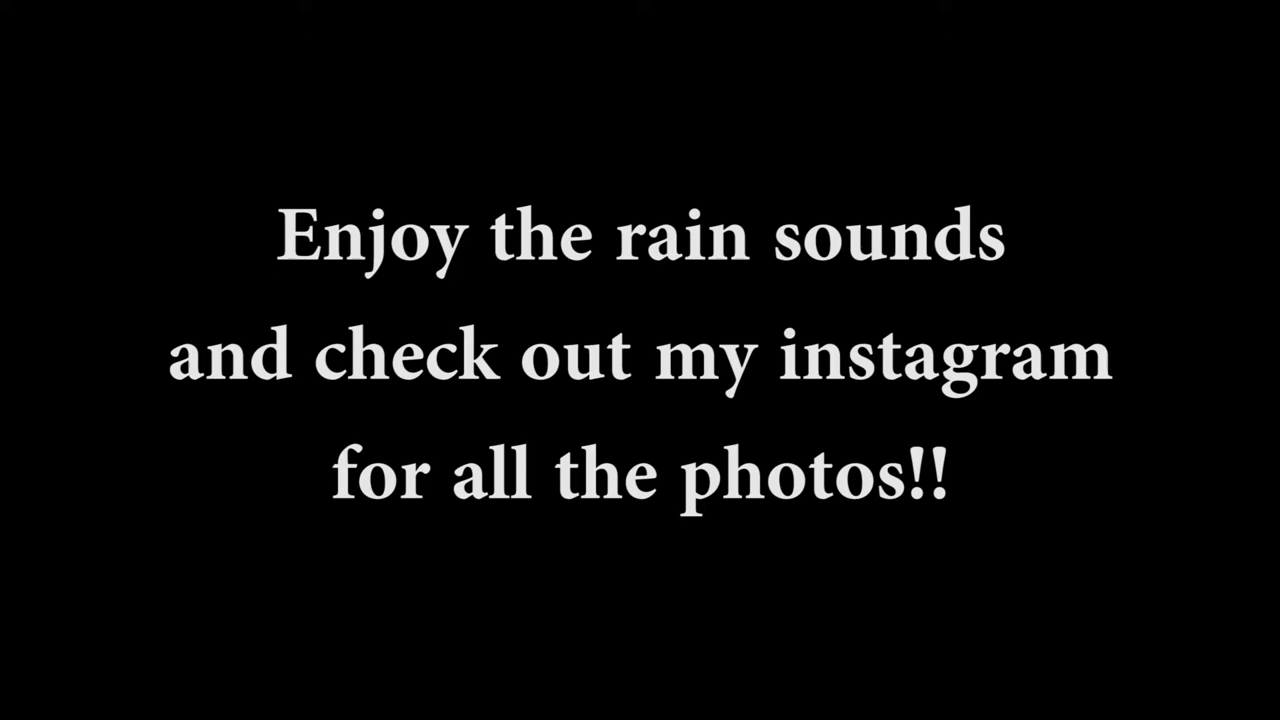 Enjoy the rain sounds
and check out my instagram
for all the photos!!